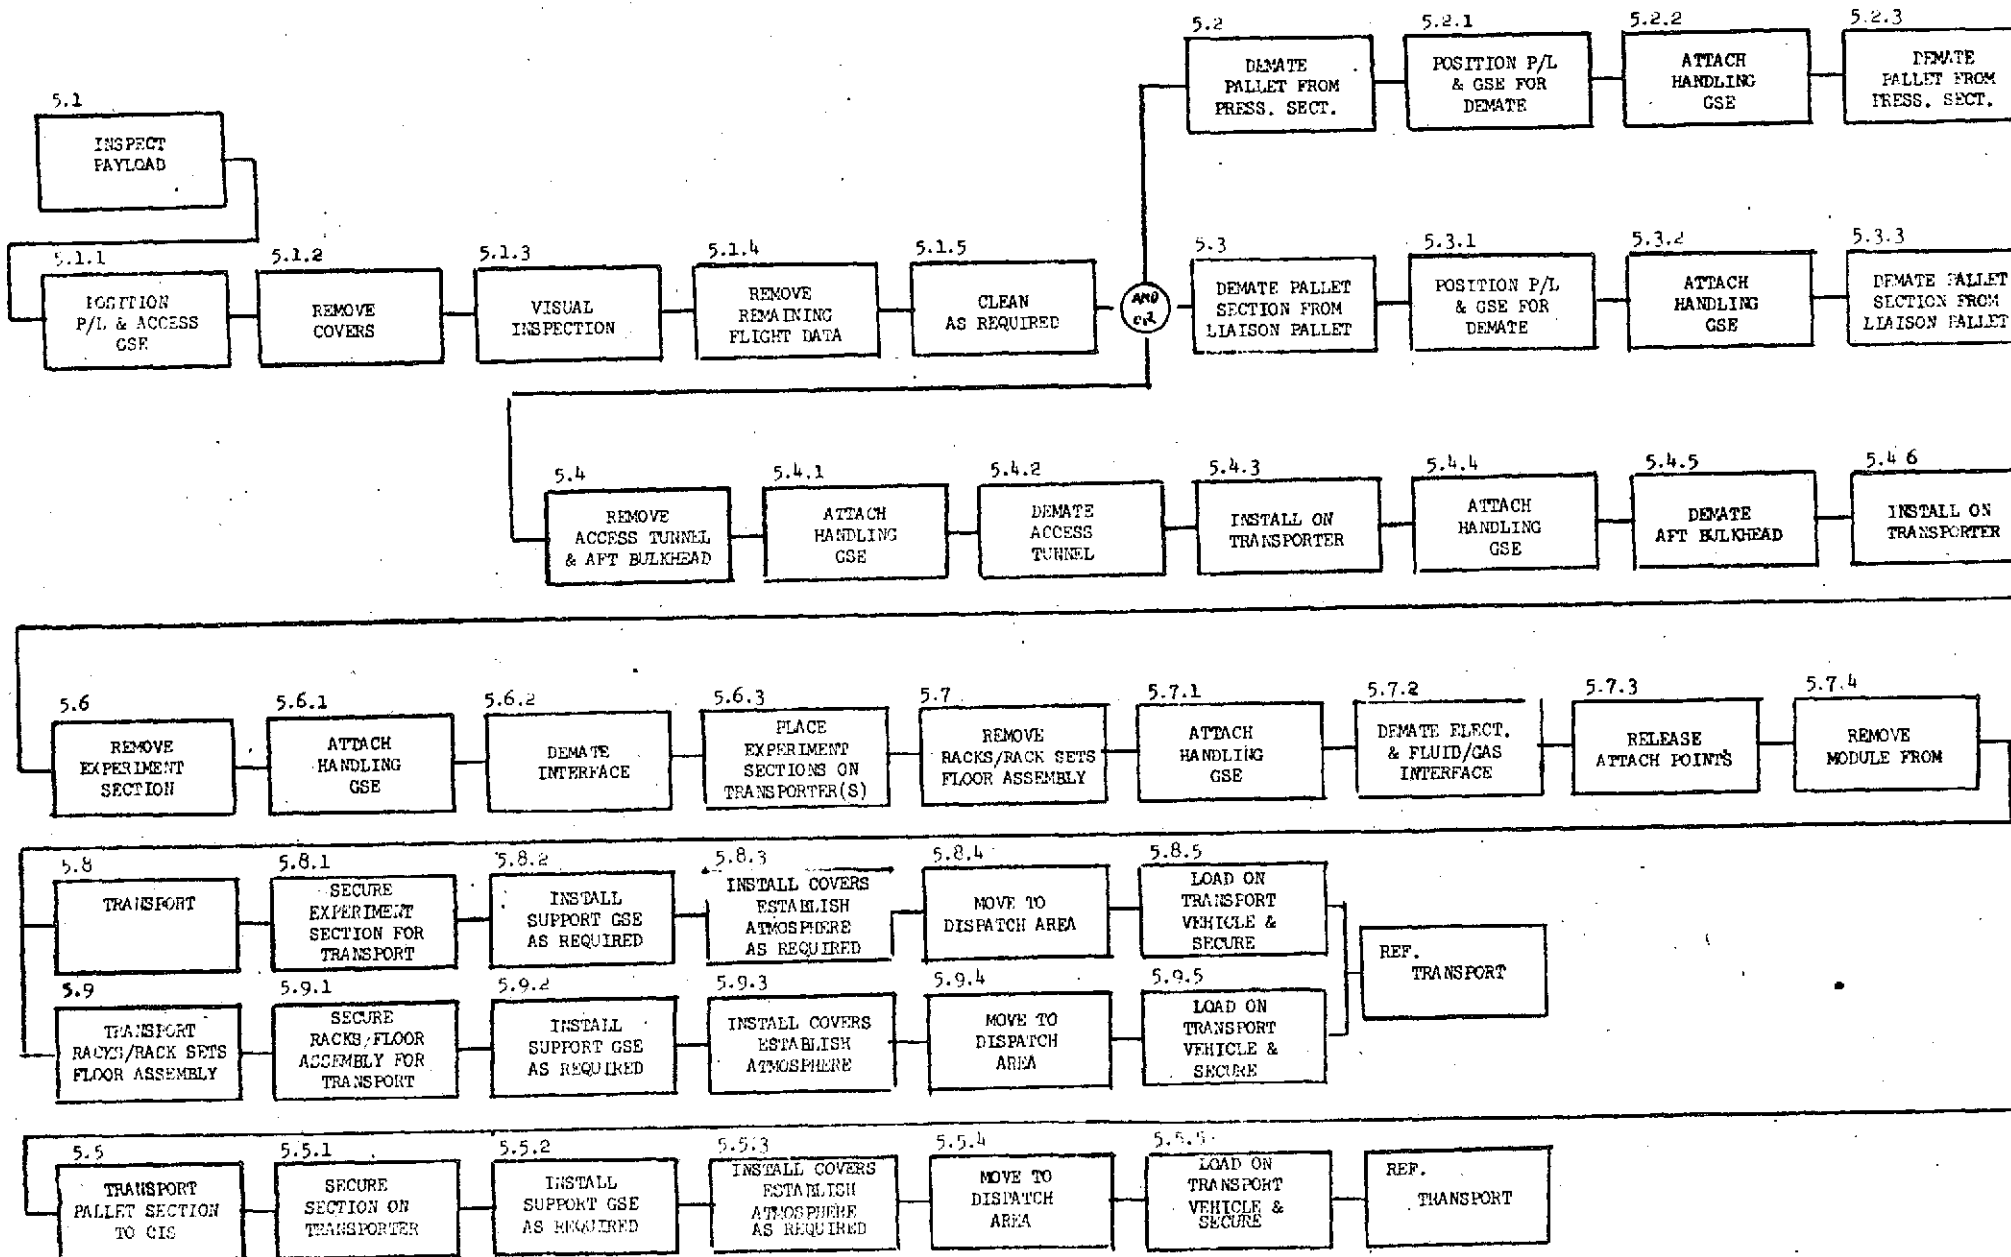 5.2
DEMATE
PALLET FROM
PRESS. SECT.
5.2.1
POSITION P/L
& GSE FOR
DEMATE
5.2.2
ATTACH
HANDLING
GSE
5.2.3
DEMATE
PALLET FROM
PRESS. SECT.
5.1
INSPECT
PAYLOAD
5.1.1
POSITION
P/L & ACCESS
GSE
5.1.2
REMOVE
COVERS
5.1.3
VISUAL
INSPECTION
5.1.4
REMOVE
REMAINING
FLIGHT DATA
5.1.5
CLEAN
AS REQUIRED
AND
OR
5.3
DEMATE PALLET
SECTION FROM
LIAISON PALLET
5.3.1
POSITION P/L
& GSE FOR
DEMATE
5.3.2
ATTACH
HANDLING
GSE
5.3.3
DEMATE PALLET
SECTION FROM
LIAISON PALLET
5.4
REMOVE
ACCESS TUNNEL
& AFT BULKHEAD
5.4.1
ATTACH
HANDLING
GSE
5.4.2
DEMATE
ACCESS
TUNNEL
5.4.3
INSTALL ON
TRANSPORTER
5.4.4
ATTACH
HANDLING
GSE
5.4.5
DEMATE
AFT BULKHEAD
5.4 6
INSTALL ON
TRANSPORTER
5.6
REMOVE
EXPERIMENT
SECTION
5.6.1
ATTACH
HANDLING
GSE
5.6.2
DEMATE
INTERFACE
5.6.3
PLACE
EXPERIMENT
SECTIONS ON
TRANSPORTER(S)
5.7
REMOVE
RACKS/RACK SETS
FLOOR ASSEMBLY
5.7.1
ATTACH
HANDLING
GSE
5.7.2
DEMATE ELECT.
& FLUID/GAS
INTERFACE
5.7.3
RELEASE
ATTACH POINTS
5.7.4
REMOVE
MODULE FROM
5.8
TRANSPORT
5.8.1
SECURE
EXPERIMENT
SECTION FOR
TRANSPORT
5.8.2
INSTALL
SUPPORT GSE
AS REQUIRED
5.8.3
INSTALL COVERS
ESTABLISH
ATMOSPHERE
AS REQUIRED
5.8.4
MOVE TO
DISPATCH AREA
5.8.5
LOAD ON
TRANSPORT
VEHICLE &
SECURE
REF.
TRANSPORT
5.9
TRANSPORT
RACKS/RACK SETS
FLOOR ASSEMBLY
5.9.1
SECURE
RACKS/FLOOR
ASSEMBLY FOR
TRANSPORT
5.9.2
INSTALL
SUPPORT GSE
AS REQUIRED
5.9.3
INSTALL COVERS
ESTABLISH
ATMOSPHERE
5.9.4
MOVE TO
DISPATCH
AREA
5.9.5
LOAD ON
TRANSPORT
VEHICLE &
SECURE
5.5
TRANSPORT
PALLET SECTION
TO CIS
5.5.1
SECURE
SECTION ON
TRANSPORTER
5.5.2
INSTALL
SUPPORT GSE
AS REQUIRED
5.5.3
INSTALL COVERS
ESTABLISH
ATMOSPHERE
AS REQUIRED
5.5.4
MOVE TO
DISPATCH
AREA
5.5.5
LOAD ON
TRANSPORT
VEHICLE &
SECURE
REF.
TRANSPORT